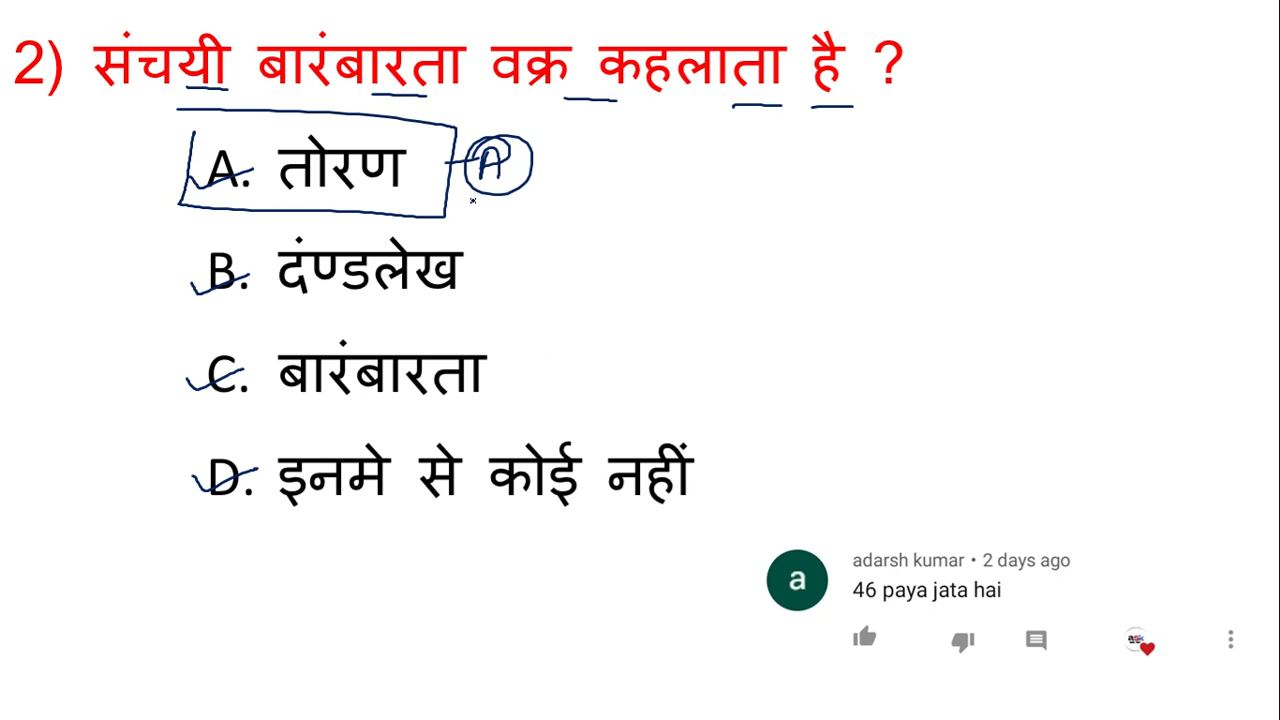 2) संचयी बारंबारता वक्र कहलाता है ?
A. तोरण
A
B. दंण्डलेख
C. बारंबारता
D. इनमे से कोई नहीं
adarsh kumar • 2 days ago
46 paya jata hai
ask